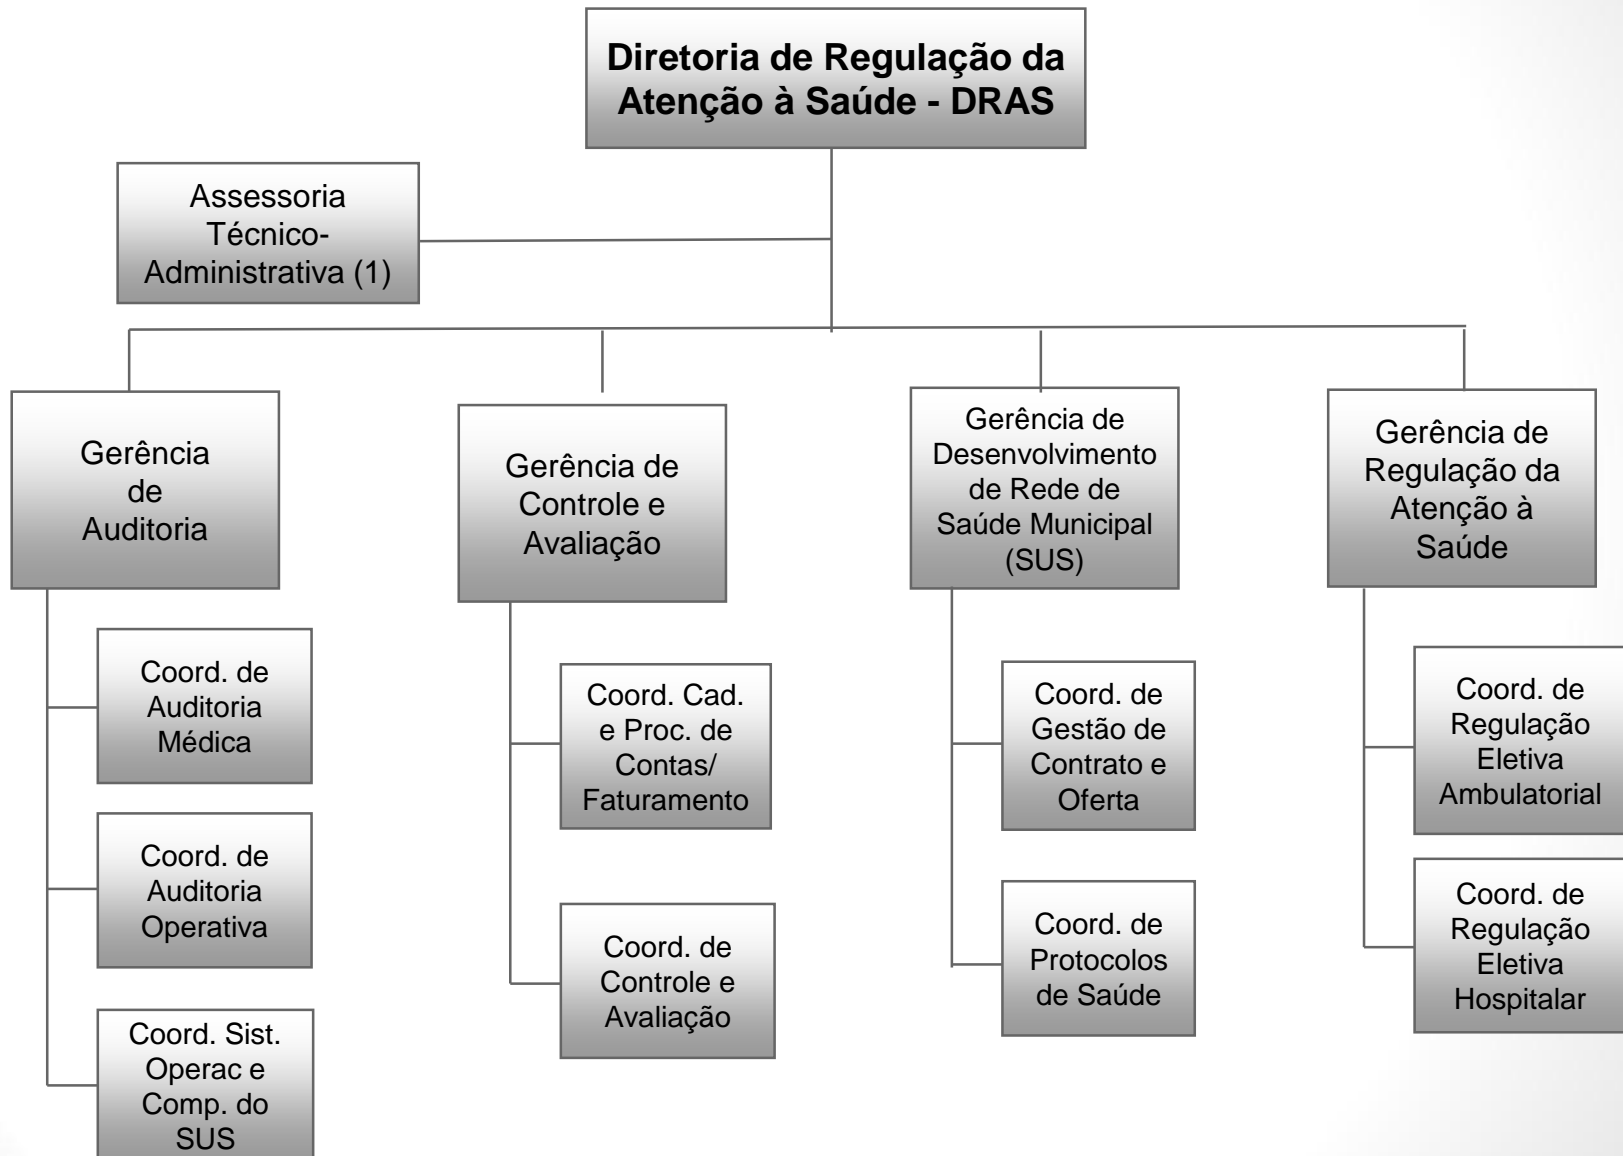 Diretoria de Regulação da
Atenção à Saúde - DRAS
Assessoria
Técnico-
Administrativa (1)
Gerência
de
Auditoria
Gerência de
Controle e
Avaliação
Gerência de
Desenvolvimento
de Rede de
Saúde Municipal
(SUS)
Gerência de
Regulação da
Atenção à
Saúde
Coord. de
Auditoria
Médica
Coord. de
Auditoria
Operativa
Coord. Sist.
Operac e
Comp. do
SUS
Coord. Cad.
e Proc. de
Contas/
Faturamento
Coord. de
Controle e
Avaliação
Coord. de
Gestão de
Contrato e
Oferta
Coord. de
Protocolos
de Saúde
Coord. de
Regulação
Eletiva
Ambulatorial
Coord. de
Regulação
Eletiva
Hospitalar